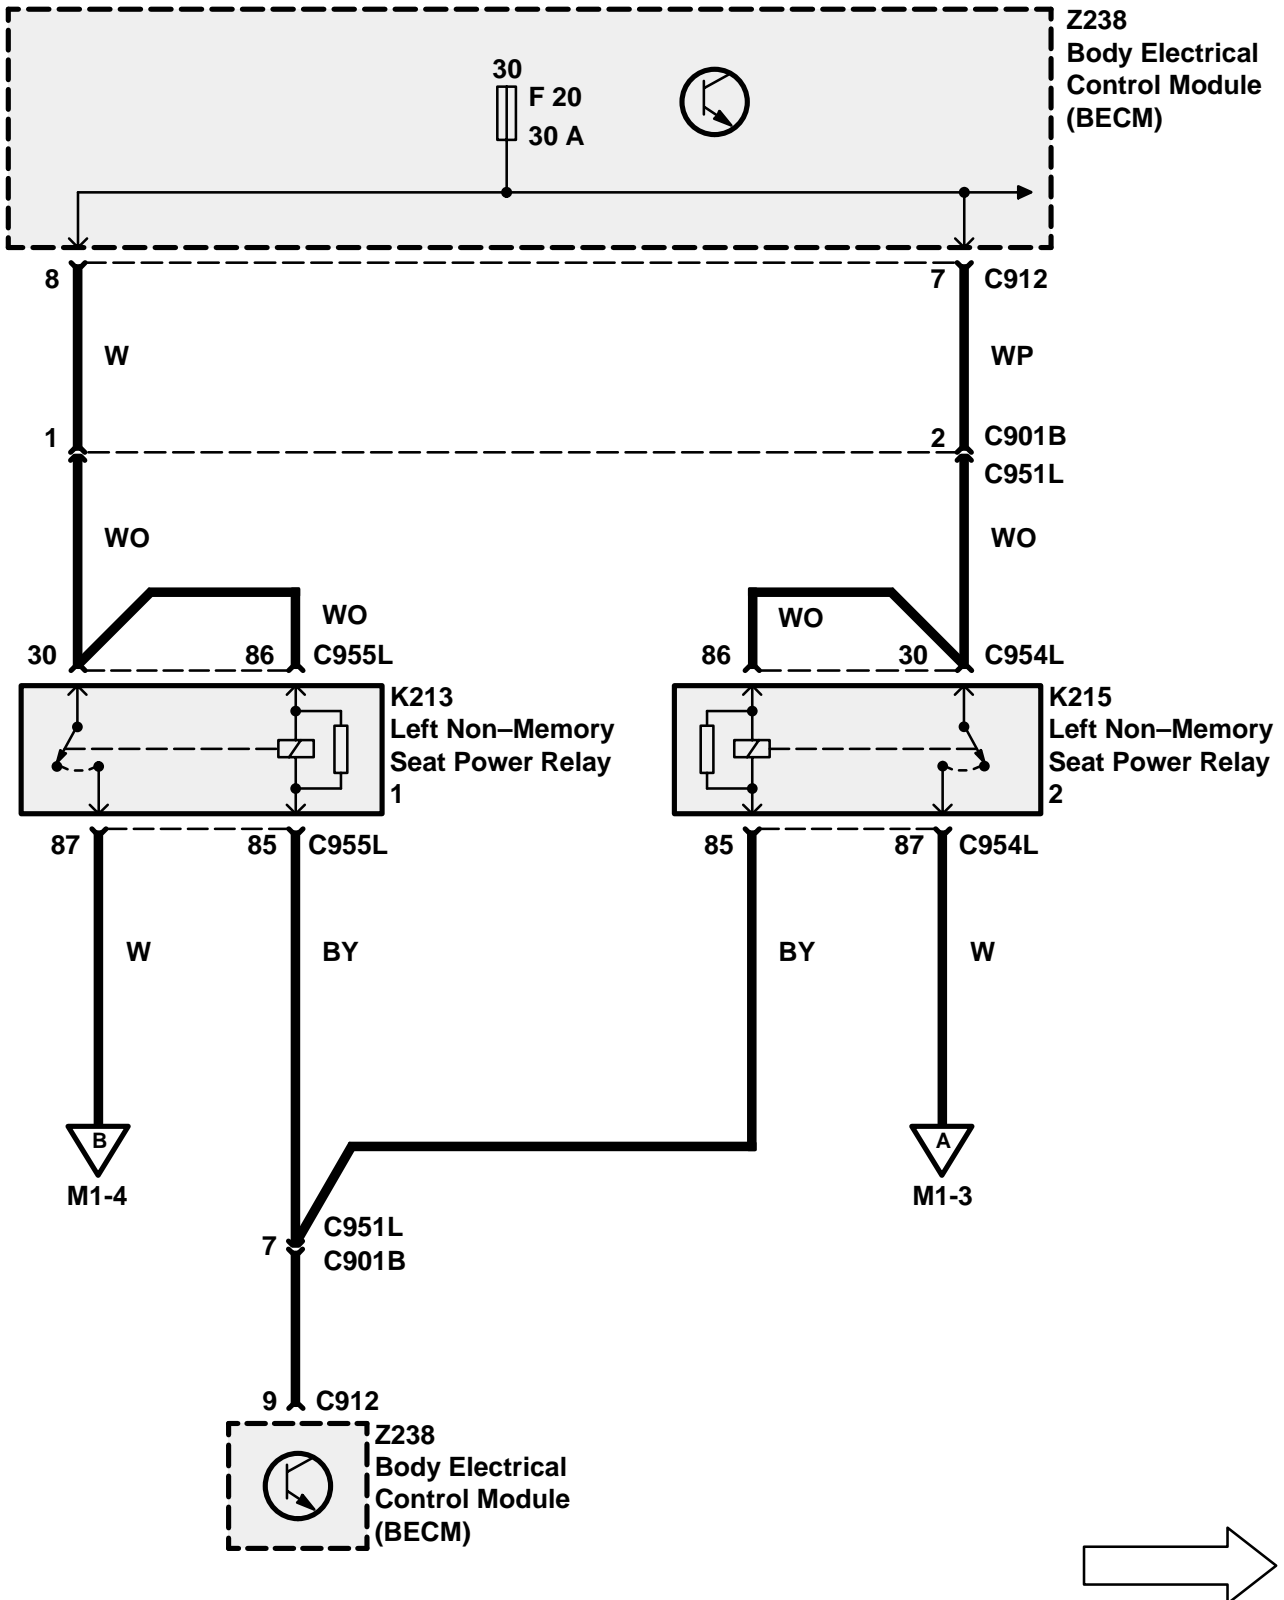 Z238
Body Electrical
Control Module
(BECM)
30
F 20
30 A
8
7
C912
W
WP
1
2
C901B
C951L
WO
WO
WO
WO
30
86
C955L
86
30
C954L
K213
Left Non–Memory
Seat Power Relay
1
K215
Left Non–Memory
Seat Power Relay
2
87
85
C955L
85
87
C954L
W
BY
BY
W
B
M1-4
A
M1-3
7
C951L
C901B
9
C912
Z238
Body Electrical
Control Module
(BECM)